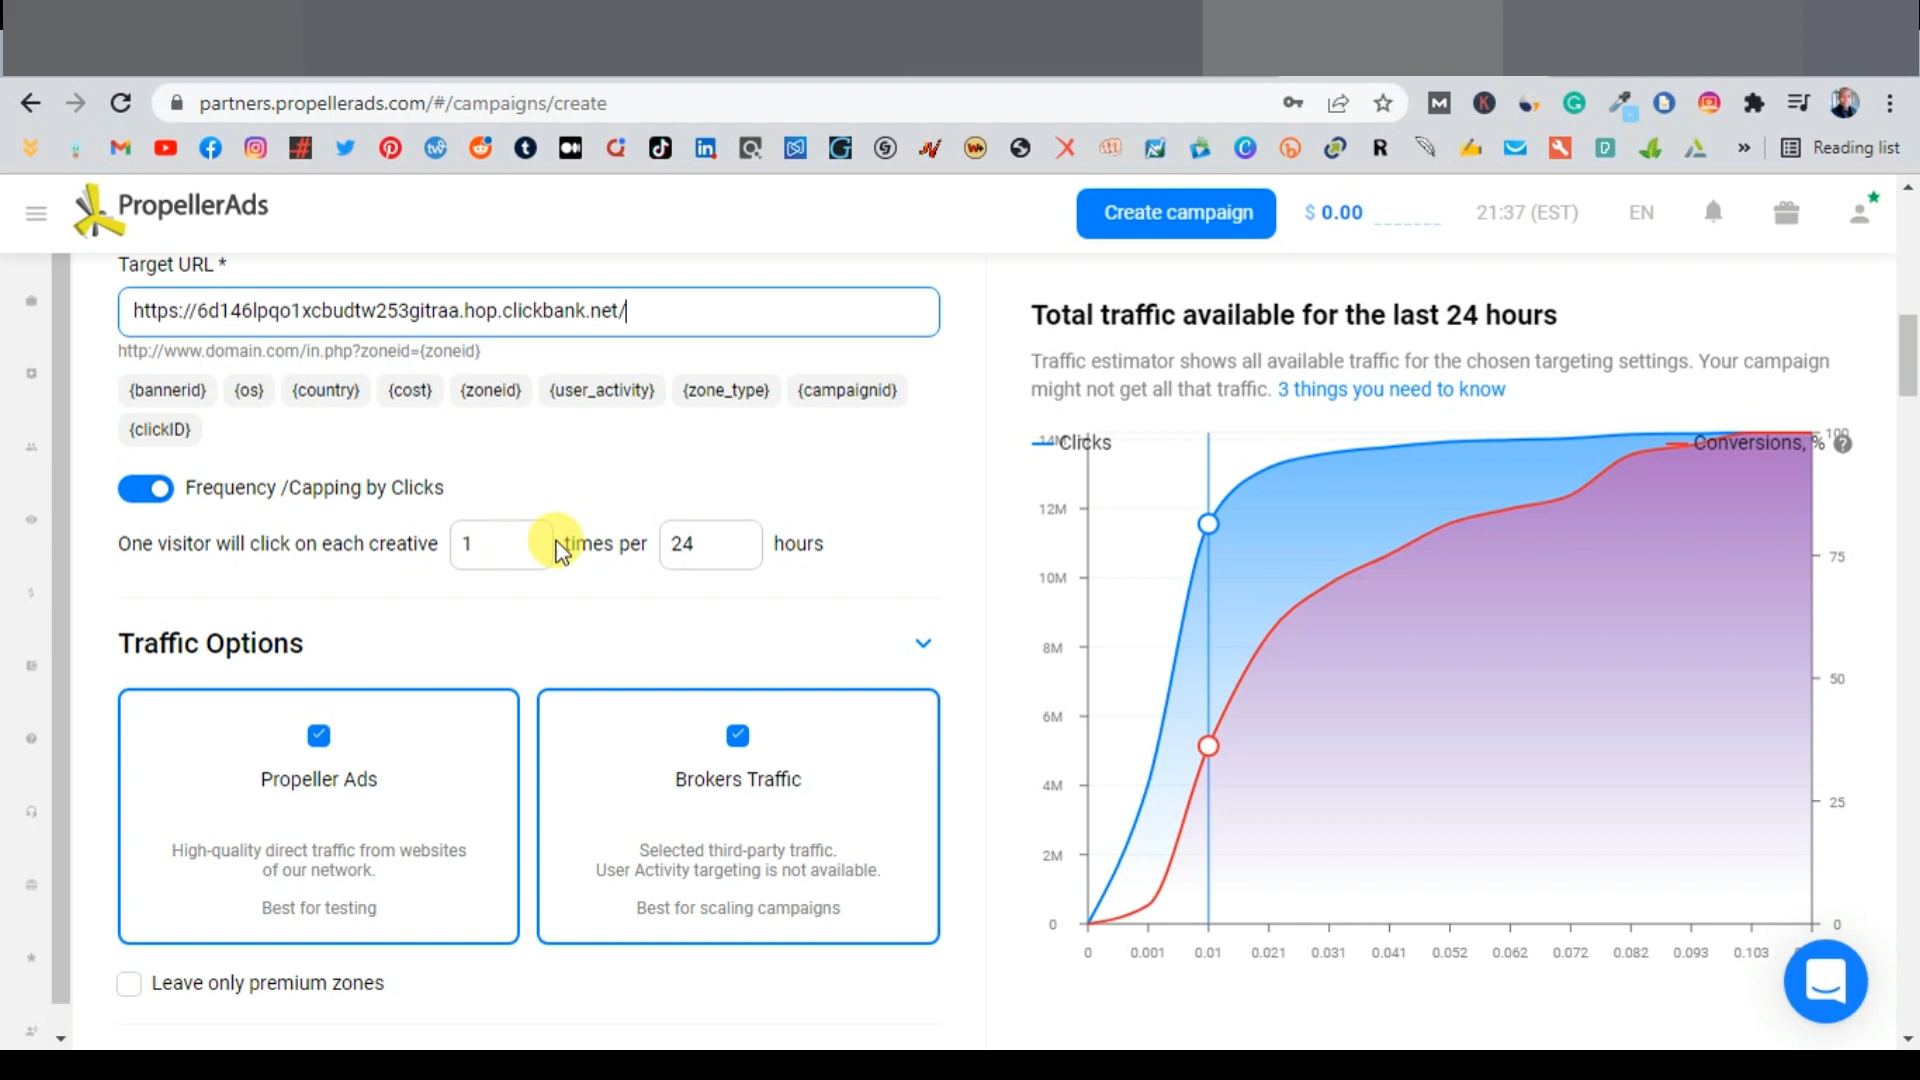 partners.propellerads.com/#/campaigns/create
Reading list
PropellerAds
Create campaign
$ 0.00
21:37 (EST)
EN
Target URL *
https://6d146lpqo1xcbudtw253gitraa.hop.clickbank.net/
http://www.domain.com/in.php?zoneid={zoneid}
{bannerid} {os} {country} {cost} {zoneid} {user_activity} {zone_type} {campaignid}
{clickID}
Frequency /Capping by Clicks
One visitor will click on each creative 1 times per 24 hours
Traffic Options
Propeller Ads
High-quality direct traffic from websites
of our network.
Best for testing
Brokers Traffic
Selected third-party traffic.
User Activity targeting is not available.
Best for scaling campaigns
Leave only premium zones
Total traffic available for the last 24 hours
Traffic estimator shows all available traffic for the chosen targeting settings. Your campaign
might not get all that traffic. 3 things you need to know
Clicks
Conversions, %
14M
12M
10M
8M
6M
4M
2M
0
100
75
50
25
0
0 0.001 0.01 0.021 0.031 0.041 0.052 0.062 0.072 0.082 0.093 0.103